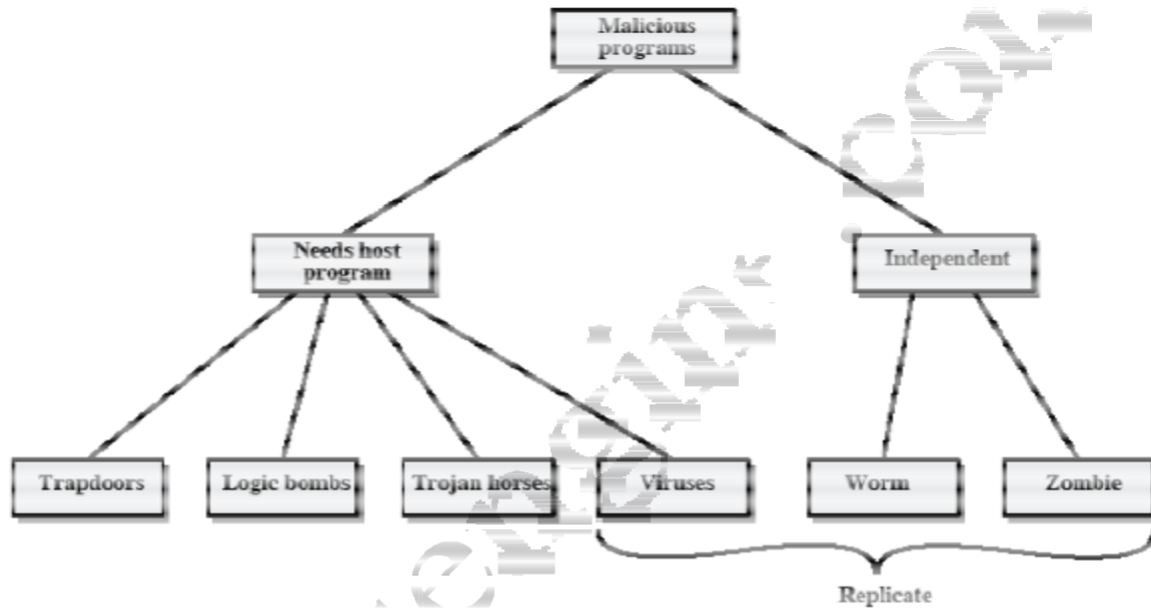 Malicious
programs
Needs host
program
Independent
Trapdoors
Logic bombs
Trojan horses
Viruses
Worm
Zombie
Replicate